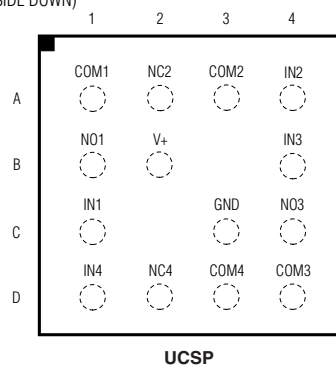 SIDE DOWN)
1 2 3 4
COM1 NC2 COM2 IN2
A
NO1 V+ IN3
B
IN1 GND NO3
C
IN4 NC4 COM4 COM3
D
UCSP